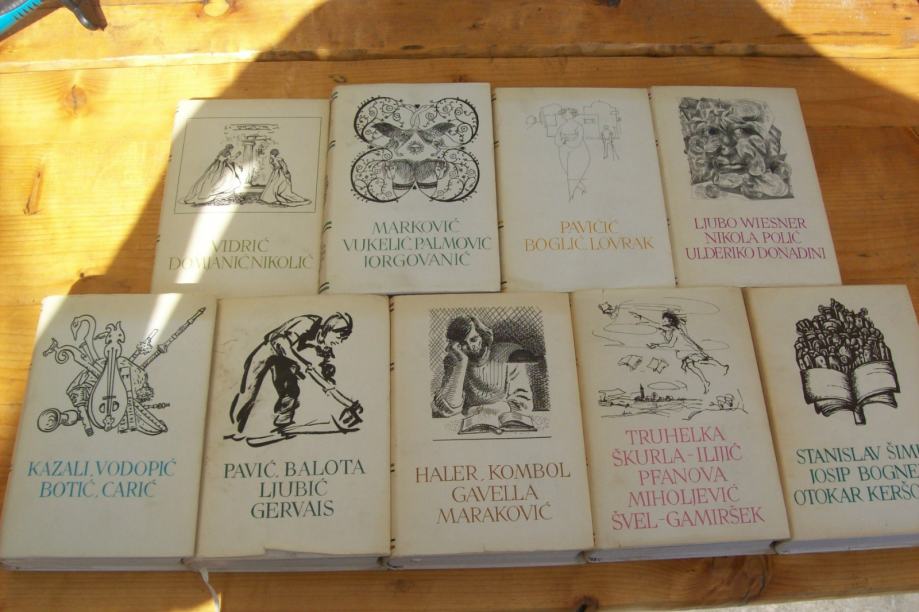 VIDRIĆ
DOMJANIĆ, NIKOLIĆ
MARKOVIĆ
VUKELIĆ, PALMOVIĆ
JORGOVANIĆ
PAVIČIĆ
BOGLIĆ, LOVRAK
LJUBO WIESNER
NIKOLA POLIĆ
ULDERIKO DONADINI
KAZALI, VODOPIĆ
BOTIĆ, CARIĆ
PAVIĆ, BALOTA
LJUBIĆ
GERVAIS
HALER, KOMBOL
GAVELLA
MARAKOVIĆ
TRUHELKA
ŠKURLA-ILIJIĆ
PFANOVA
MIHOLJEVIĆ
ŠVEL-GAMIRŠEK
STANISLAV ŠIM
JOSIP BOGNE
OTOKAR KERŠO